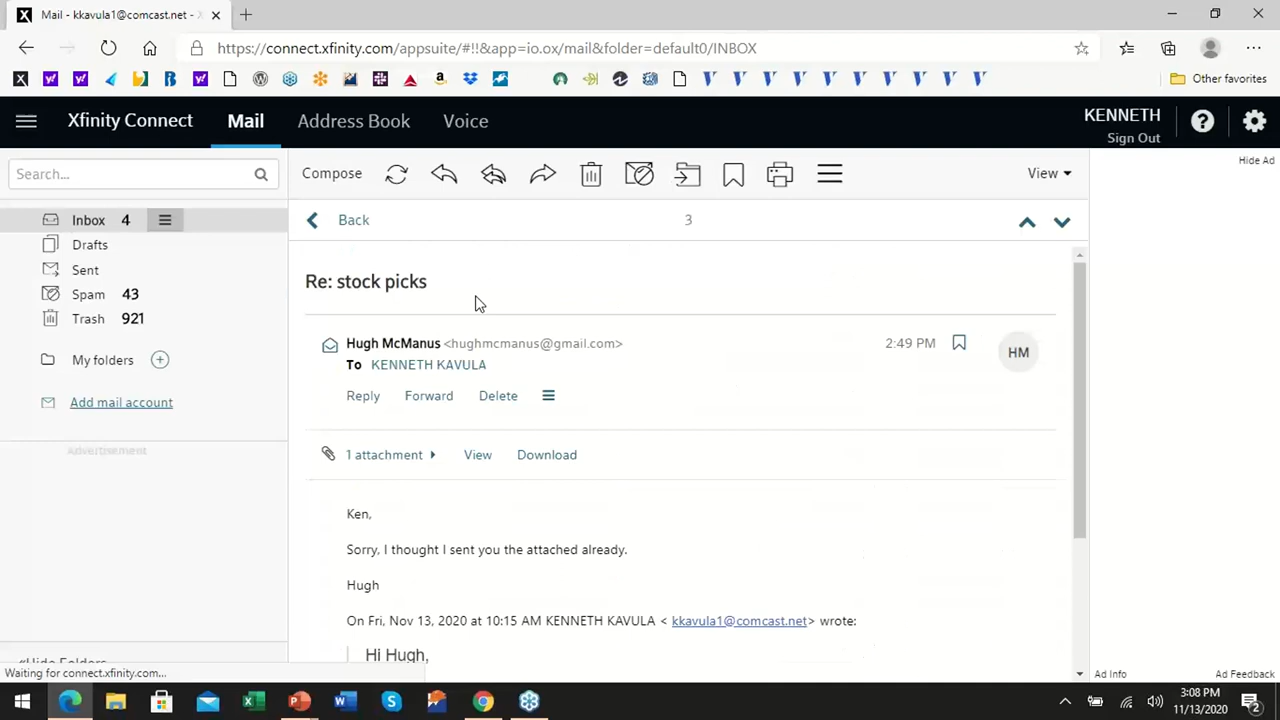 Mail - kkavula1@comcast.net - X
https://connect.xfinity.com/appsuite/#!!&app=io.ox/mail&folder=default0/INBOX
Other favorites
Xfinity Connect
Mail
Address Book
Voice
KENNETH
Sign Out
Search...
Compose
View
Hide Ad
Inbox 4
Drafts
Sent
Spam 43
Trash 921
My folders
Add mail account
Advertisement
«Hide Folders
Back
3
Re: stock picks
Hugh McManus <hughmcmanus@gmail.com>
2:49 PM
HM
To KENNETH KAVULA
Reply Forward Delete
1 attachment View Download
Ken,
Sorry, I thought I sent you the attached already.
Hugh
On Fri, Nov 13, 2020 at 10:15 AM KENNETH KAVULA < kkavula1@comcast.net> wrote:
Hi Hugh,
Waiting for connect.xfinity.com...
Ad Info
Ad Feedback
3:08 PM
11/13/2020
2